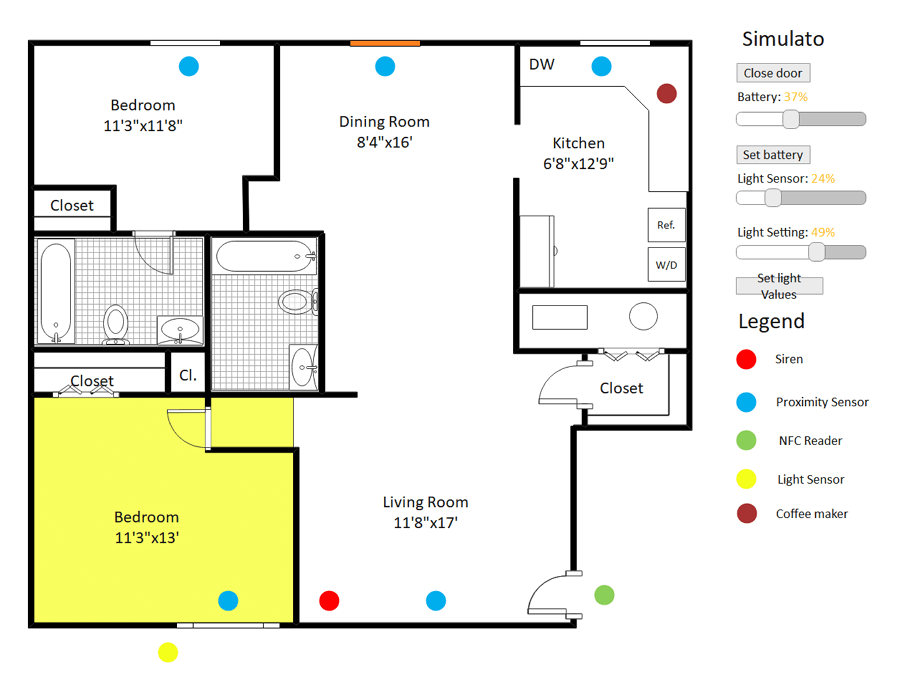 Simulato
DW
Close door
Battery: 37%
Bedroom
11'3"x11'8"
Dining Room
8'4"x16'
Kitchen
6'8"x12'9"
Set battery
Light Sensor: 24%
Closet
Ref.
Light Setting: 49%
W/D
Set light
Values
Legend
Siren
Closet
Cl.
Closet
Proximity Sensor
NFC Reader
Light Sensor
Living Room
11'8"x17'
Bedroom
11'3"x13'
Coffee maker